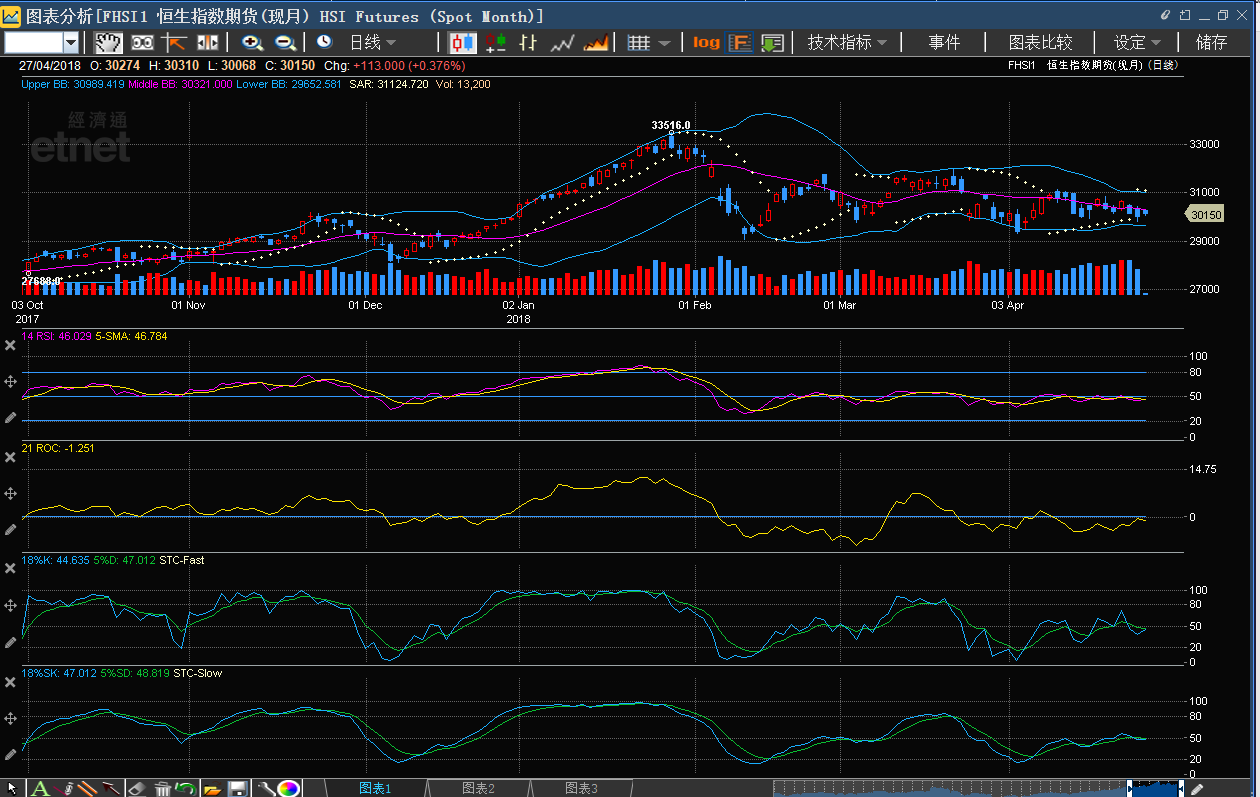 图表分析[FHSI1 恒生指数期货(现月) HSI Futures (Spot Month)]
日线 log 技术指标 事件 图表比较 设定 储存
27/04/2018 O: 30274 H: 30310 L: 30068 C: 30150 Chg: +113.000 (+0.376%) FHSI1 恒生指数期货(现月) (日线)
Upper BB: 30989.419 Middle BB: 30321.000 Lower BB: 29652.581 SAR: 31124.720 Vol: 13,200
經濟通
etnet
33516.0
33000
31000
30150
29000
27688.0
27000
03 Oct 01 Nov 01 Dec 02 Jan 01 Feb 01 Mar 03 Apr
2017 2018
14 RSI: 46.029 5-SMA: 46.784
100
80
50
20
0
21 ROC: -1.251
14.75
0
18%K: 44.635 5%D: 47.012 STC-Fast
100
80
50
20
0
18%SK: 47.012 5%SD: 48.819 STC-Slow
100
80
50
20
0
图表1 图表2 图表3